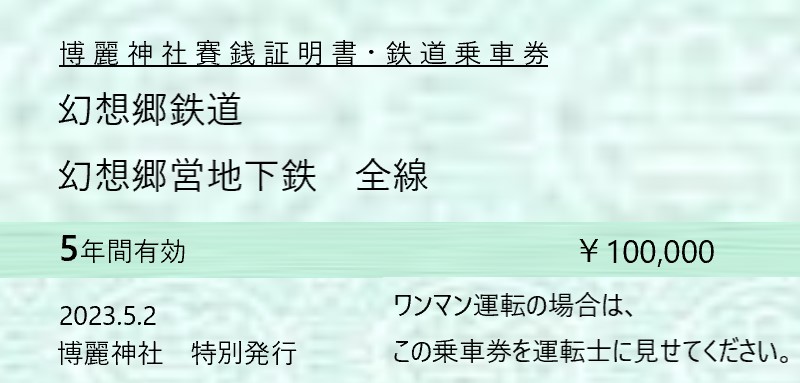 博麗神社賽銭証明書・鉄道乗車券
幻想郷鉄道
幻想郷営地下鉄　全線
5年間有効　￥100,000
2023.5.2
博麗神社　特別発行
ワンマン運転の場合は、
この乗車券を運転士に見せてください。